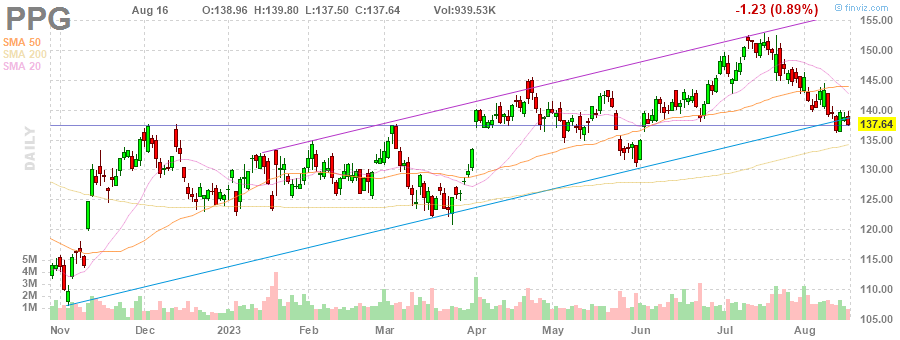 PPG Aug 16 O:138.96 H:139.80 L:137.50 C:137.64 Vol:939.53K -1.23 (0.89%) @ finviz.com
SMA 50
SMA 200
SMA 20
DAILY
155.00
150.00
145.00
140.00
137.64
135.00
130.00
125.00
120.00
115.00
110.00
105.00
5M
4M
3M
2M
1M
Nov Dec 2023 Feb Mar Apr May Jun Jul Aug